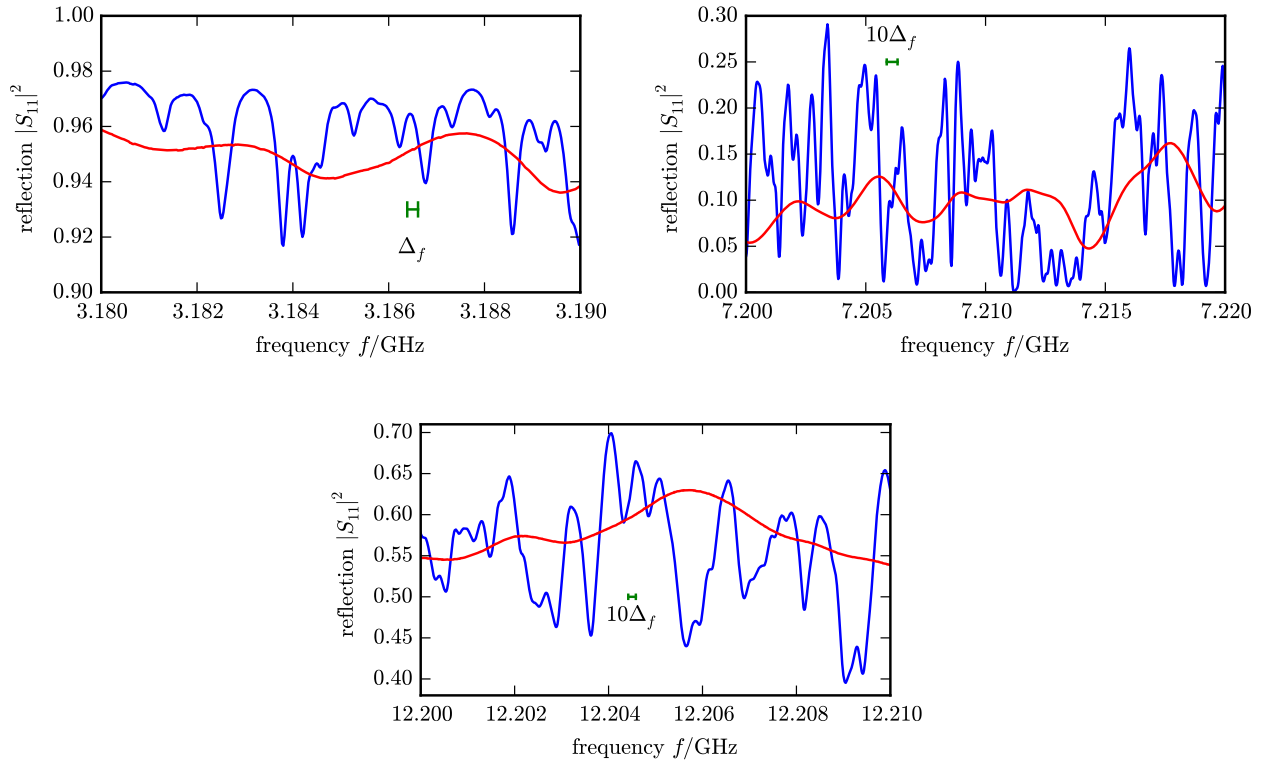 1.00
0.98
0.96
0.94
0.92
0.90
reflection |S₁₁|²
Δ_f
3.180 3.182 3.184 3.186 3.188 3.190
frequency f/GHz
0.30
0.25
0.20
0.15
0.10
0.05
0.00
reflection |S₁₁|²
10Δ_f
7.200 7.205 7.210 7.215 7.220
frequency f/GHz
0.70
0.65
0.60
0.55
0.50
0.45
0.40
reflection |S₁₁|²
10Δ_f
12.200 12.202 12.204 12.206 12.208 12.210
frequency f/GHz